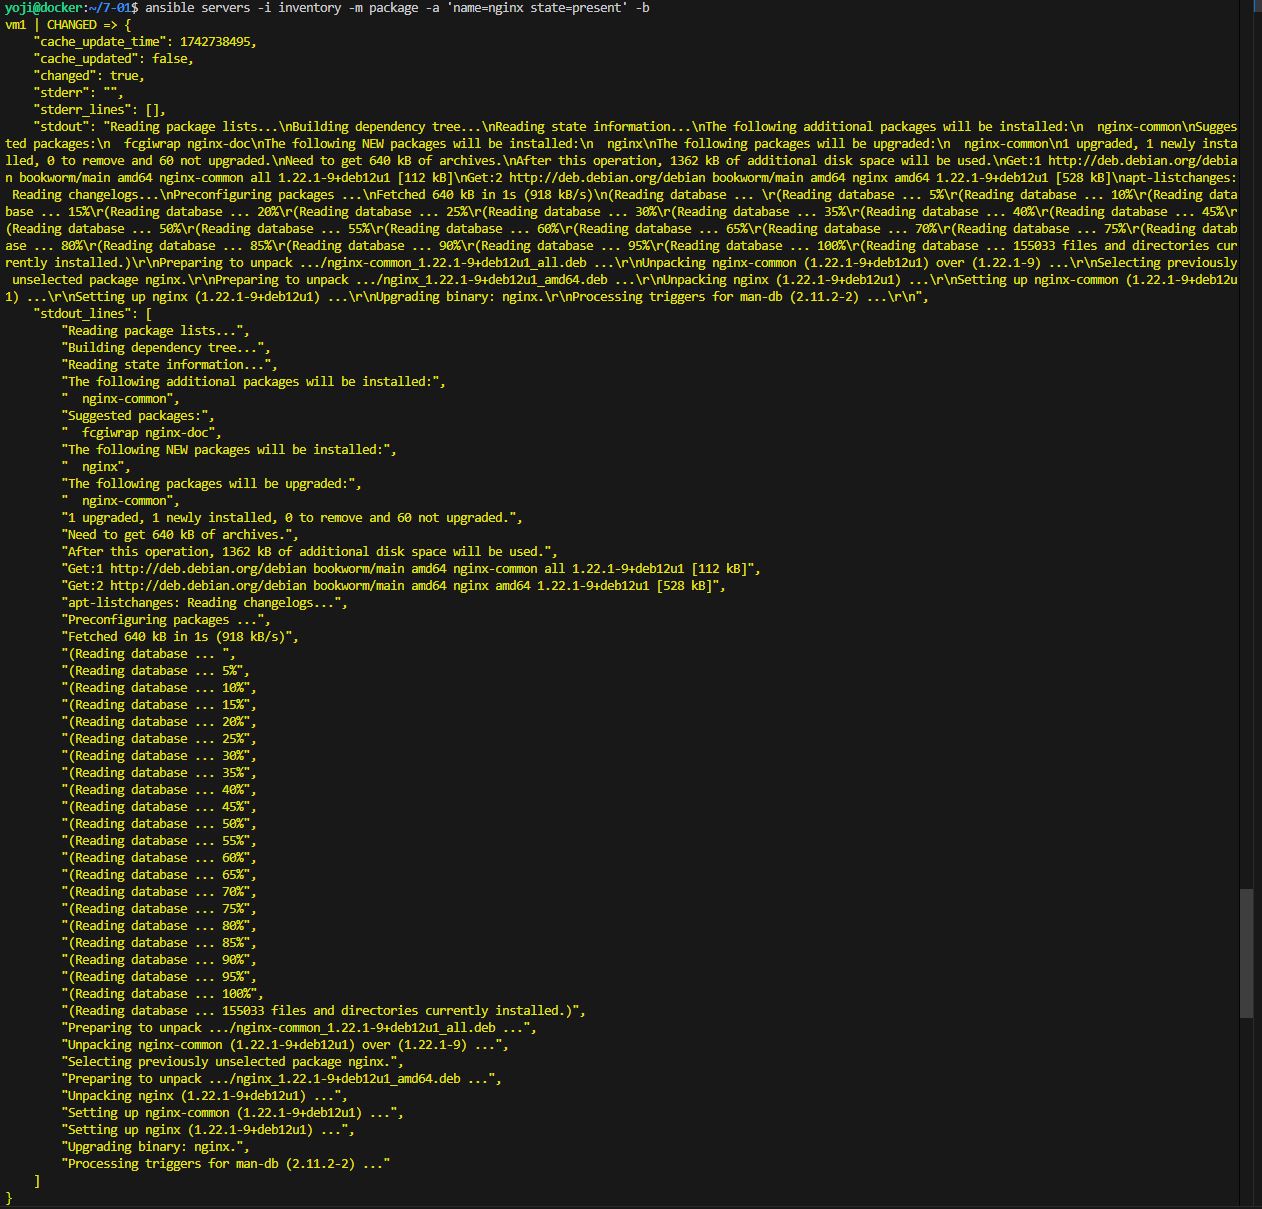 yoji@docker:~/7-01$ ansible servers -i inventory -m package -a 'name=nginx state=present' -b
vm1 | CHANGED => {
    "cache_update_time": 1742738495,
    "cache_updated": false,
    "changed": true,
    "stderr": "",
    "stderr_lines": [],
    "stdout": "Reading package lists...\nBuilding dependency tree...\nReading state information...\nThe following additional packages will be installed:\n  nginx-common\nSugges
ted packages:\n  fcgiwrap nginx-doc\nThe following NEW packages will be installed:\n  nginx\nThe following packages will be upgraded:\n  nginx-common\n1 upgraded, 1 newly insta
lled, 0 to remove and 60 not upgraded.\nNeed to get 640 kB of archives.\nAfter this operation, 1362 kB of additional disk space will be used.\nGet:1 http://deb.debian.org/debia
n bookworm/main amd64 nginx-common all 1.22.1-9+deb12u1 [112 kB]\nGet:2 http://deb.debian.org/debian bookworm/main amd64 nginx amd64 1.22.1-9+deb12u1 [528 kB]\napt-listchanges:
 Reading changelogs...\nPreconfiguring packages ...\nFetched 640 kB in 1s (918 kB/s)\n(Reading database ... \r(Reading database ... 5%\r(Reading database ... 10%\r(Reading data
base ... 15%\r(Reading database ... 20%\r(Reading database ... 25%\r(Reading database ... 30%\r(Reading database ... 35%\r(Reading database ... 40%\r(Reading database ... 45%\r
(Reading database ... 50%\r(Reading database ... 55%\r(Reading database ... 60%\r(Reading database ... 65%\r(Reading database ... 70%\r(Reading database ... 75%\r(Reading datab
ase ... 80%\r(Reading database ... 85%\r(Reading database ... 90%\r(Reading database ... 95%\r(Reading database ... 100%\r(Reading database ... 155033 files and directories cur
rently installed.)\r\nPreparing to unpack .../nginx-common_1.22.1-9+deb12u1_all.deb ...\r\nUnpacking nginx-common (1.22.1-9+deb12u1) over (1.22.1-9) ...\r\nSelecting previously
 unselected package nginx.\r\nPreparing to unpack .../nginx_1.22.1-9+deb12u1_amd64.deb ...\r\nUnpacking nginx (1.22.1-9+deb12u1) ...\r\nSetting up nginx-common (1.22.1-9+deb12u
1) ...\r\nSetting up nginx (1.22.1-9+deb12u1) ...\r\nUpgrading binary: nginx.\r\nProcessing triggers for man-db (2.11.2-2) ...\r\n",
    "stdout_lines": [
        "Reading package lists...",
        "Building dependency tree...",
        "Reading state information...",
        "The following additional packages will be installed:",
        "  nginx-common",
        "Suggested packages:",
        "  fcgiwrap nginx-doc",
        "The following NEW packages will be installed:",
        "  nginx",
        "The following packages will be upgraded:",
        "  nginx-common",
        "1 upgraded, 1 newly installed, 0 to remove and 60 not upgraded.",
        "Need to get 640 kB of archives.",
        "After this operation, 1362 kB of additional disk space will be used.",
        "Get:1 http://deb.debian.org/debian bookworm/main amd64 nginx-common all 1.22.1-9+deb12u1 [112 kB]",
        "Get:2 http://deb.debian.org/debian bookworm/main amd64 nginx amd64 1.22.1-9+deb12u1 [528 kB]",
        "apt-listchanges: Reading changelogs...",
        "Preconfiguring packages ...",
        "Fetched 640 kB in 1s (918 kB/s)",
        "(Reading database ... ",
        "(Reading database ... 5%",
        "(Reading database ... 10%",
        "(Reading database ... 15%",
        "(Reading database ... 20%",
        "(Reading database ... 25%",
        "(Reading database ... 30%",
        "(Reading database ... 35%",
        "(Reading database ... 40%",
        "(Reading database ... 45%",
        "(Reading database ... 50%",
        "(Reading database ... 55%",
        "(Reading database ... 60%",
        "(Reading database ... 65%",
        "(Reading database ... 70%",
        "(Reading database ... 75%",
        "(Reading database ... 80%",
        "(Reading database ... 85%",
        "(Reading database ... 90%",
        "(Reading database ... 95%",
        "(Reading database ... 100%",
        "(Reading database ... 155033 files and directories currently installed.)",
        "Preparing to unpack .../nginx-common_1.22.1-9+deb12u1_all.deb ...",
        "Unpacking nginx-common (1.22.1-9+deb12u1) over (1.22.1-9) ...",
        "Selecting previously unselected package nginx.",
        "Preparing to unpack .../nginx_1.22.1-9+deb12u1_amd64.deb ...",
        "Unpacking nginx (1.22.1-9+deb12u1) ...",
        "Setting up nginx-common (1.22.1-9+deb12u1) ...",
        "Setting up nginx (1.22.1-9+deb12u1) ...",
        "Upgrading binary: nginx.",
        "Processing triggers for man-db (2.11.2-2) ..."
    ]
}